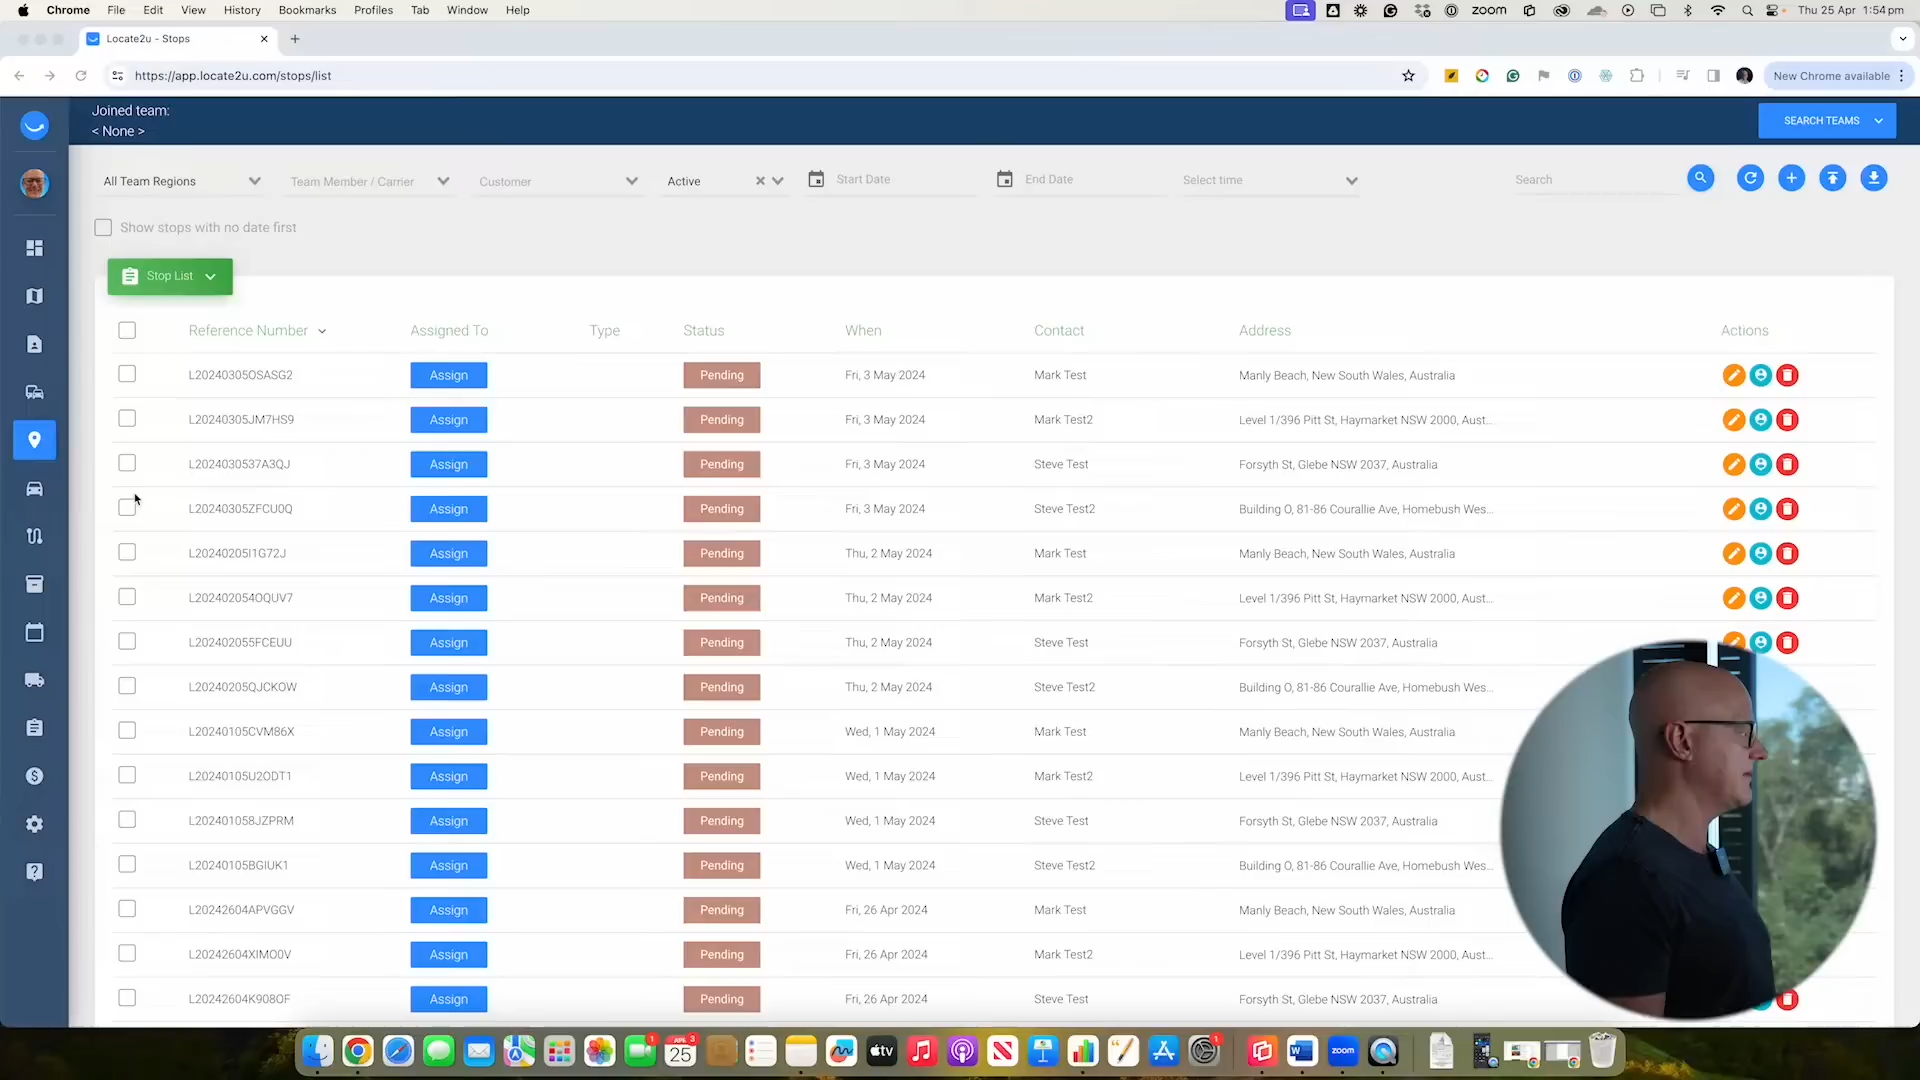 Chrome File Edit View History Bookmarks Profiles Tab Window Help zoom Thu 25 Apr 1:54 pm
Locate2u - Stops
https://app.locate2u.com/stops/list New Chrome available
Joined team:
< None >
SEARCH TEAMS
All Team Regions Team Member / Carrier Customer Active Start Date End Date Select time Search
Show stops with no date first
Stop List
Reference Number Assigned To Type Status When Contact Address Actions
L20240305OSASG2 Assign Pending Fri, 3 May 2024 Mark Test Manly Beach, New South Wales, Australia
L20240305JM7HS9 Assign Pending Fri, 3 May 2024 Mark Test2 Level 1/396 Pitt St, Haymarket NSW 2000, Aust...
L2024030537A3QJ Assign Pending Fri, 3 May 2024 Steve Test Forsyth St, Glebe NSW 2037, Australia
L20240305ZFCU0Q Assign Pending Fri, 3 May 2024 Steve Test2 Building O, 81-86 Courallie Ave, Homebush Wes...
L20240205I1G72J Assign Pending Thu, 2 May 2024 Mark Test Manly Beach, New South Wales, Australia
L202402054OQUV7 Assign Pending Thu, 2 May 2024 Mark Test2 Level 1/396 Pitt St, Haymarket NSW 2000, Aust...
L202402055FCEUU Assign Pending Thu, 2 May 2024 Steve Test Forsyth St, Glebe NSW 2037, Australia
L20240205QJCKOW Assign Pending Thu, 2 May 2024 Steve Test2 Building O, 81-86 Courallie Ave, Homebush Wes...
L20240105CVM86X Assign Pending Wed, 1 May 2024 Mark Test Manly Beach, New South Wales, Australia
L20240105U2ODT1 Assign Pending Wed, 1 May 2024 Mark Test2 Level 1/396 Pitt St, Haymarket NSW 2000, Aust...
L202401058JZPRM Assign Pending Wed, 1 May 2024 Steve Test Forsyth St, Glebe NSW 2037, Australia
L20240105BGIUK1 Assign Pending Wed, 1 May 2024 Steve Test2 Building O, 81-86 Courallie Ave, Homebush Wes...
L20242604APVGGV Assign Pending Fri, 26 Apr 2024 Mark Test Manly Beach, New South Wales, Australia
L20242604XIMO0V Assign Pending Fri, 26 Apr 2024 Mark Test2 Level 1/396 Pitt St, Haymarket NSW 2000, Aust...
L20242604K908OF Assign Pending Fri, 26 Apr 2024 Steve Test Forsyth St, Glebe NSW 2037, Australia
1 APR 3 25 tv 1 W zoom